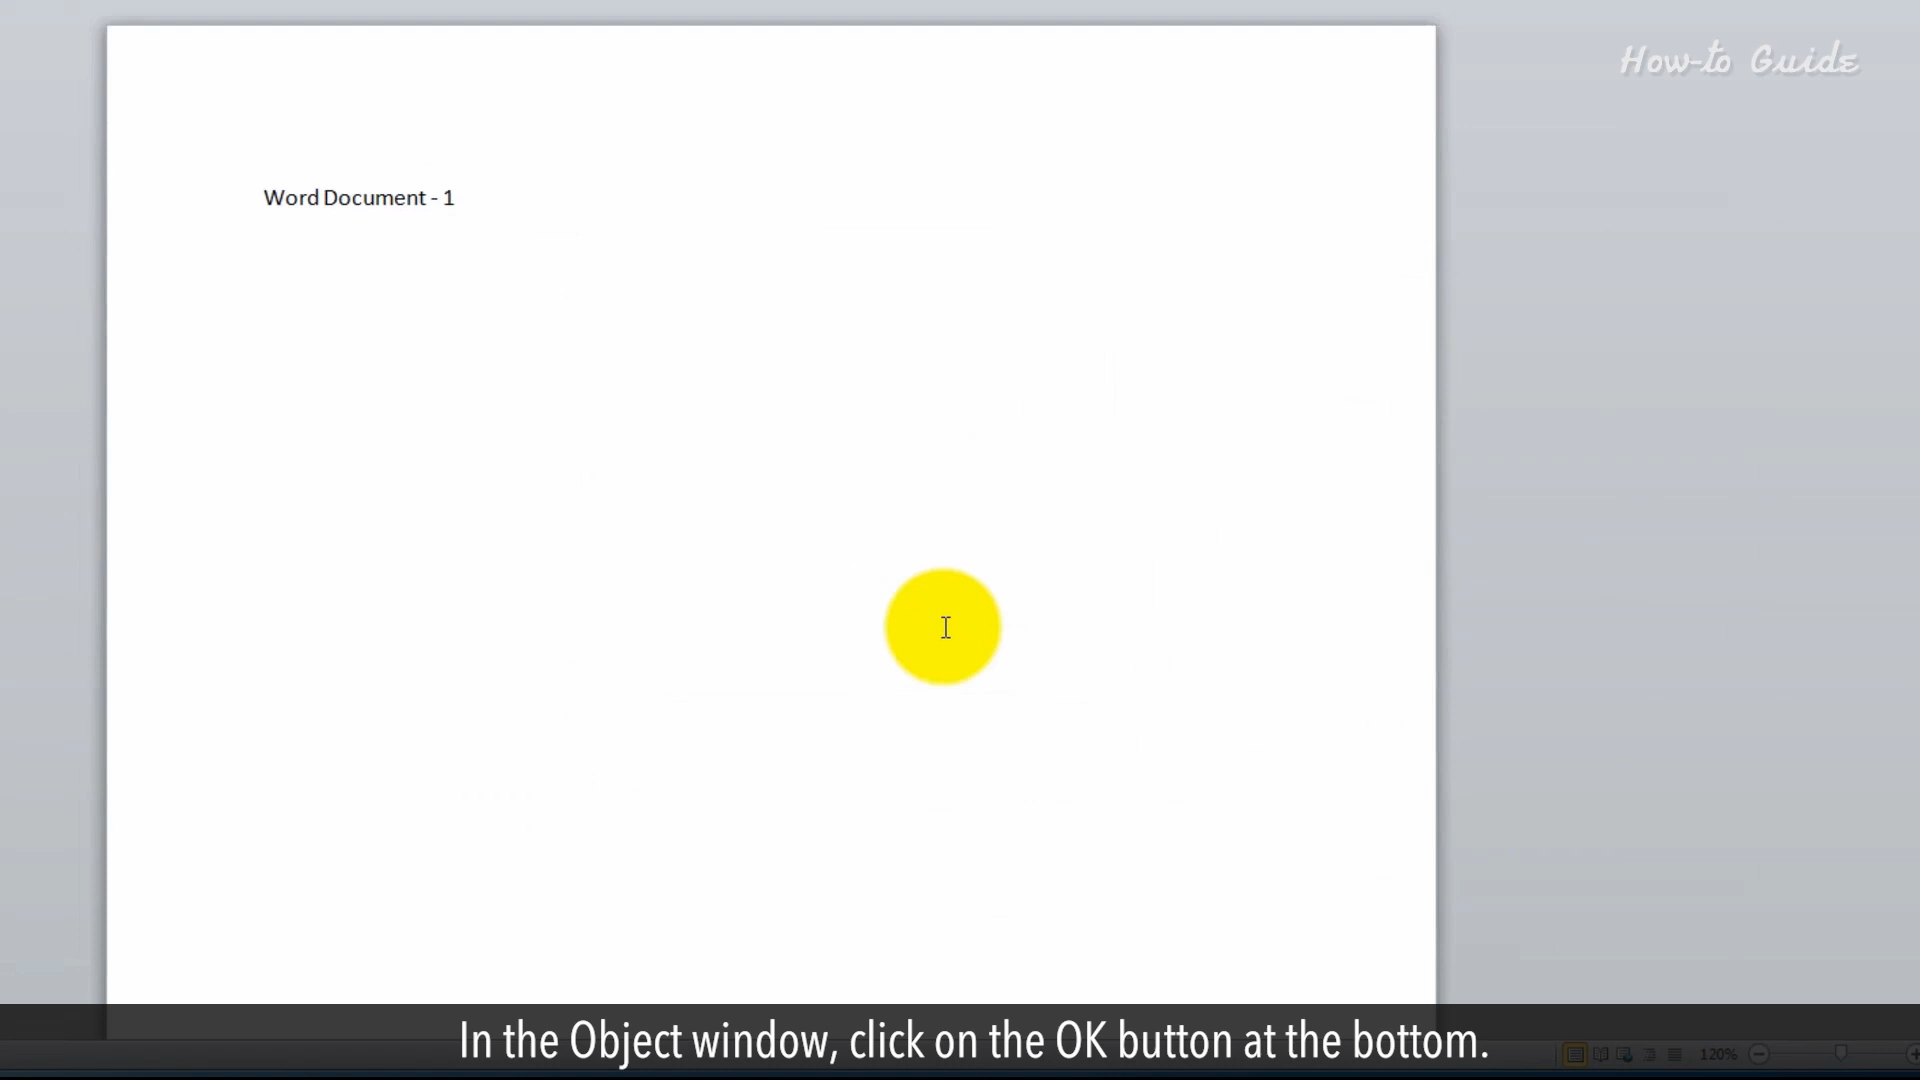 How-to Guide
Word Document - 1
In the Object window, click on the OK button at the bottom.
120%